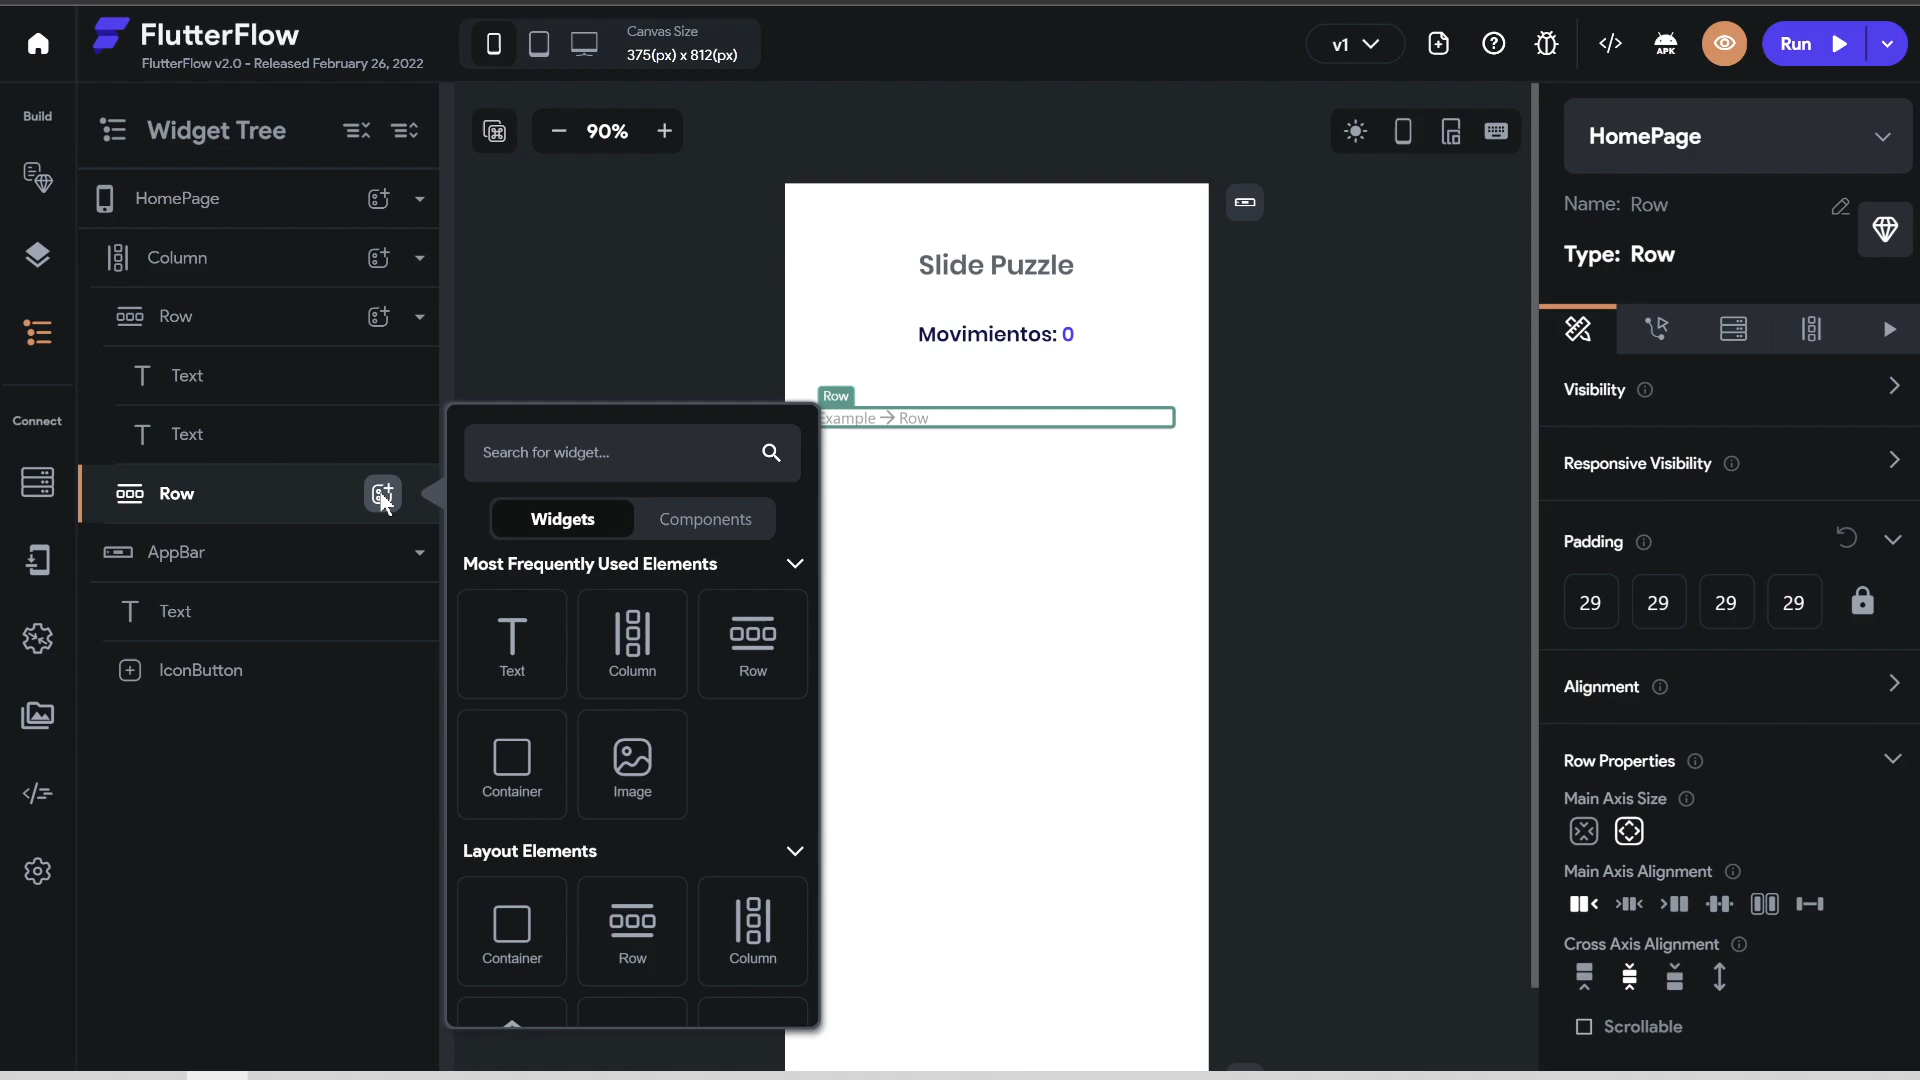 FlutterFlow
FlutterFlow v2.0 - Released February 26, 2022
Canvas Size
375(px) x 812(px)
v1
APK
Run
Build
Widget Tree
90%
HomePage
HomePage
Name: Row
Type: Row
Column
Row
Text
Text
Row
AppBar
Text
IconButton
Connect
Slide Puzzle
Movimientos: 0
Row
Example → Row
Search for widget...
Widgets
Components
Most Frequently Used Elements
Text
Column
Row
Container
Image
Layout Elements
Container
Row
Column
Visibility
Responsive Visibility
Padding
29
29
29
29
Alignment
Row Properties
Main Axis Size
Main Axis Alignment
Cross Axis Alignment
Scrollable